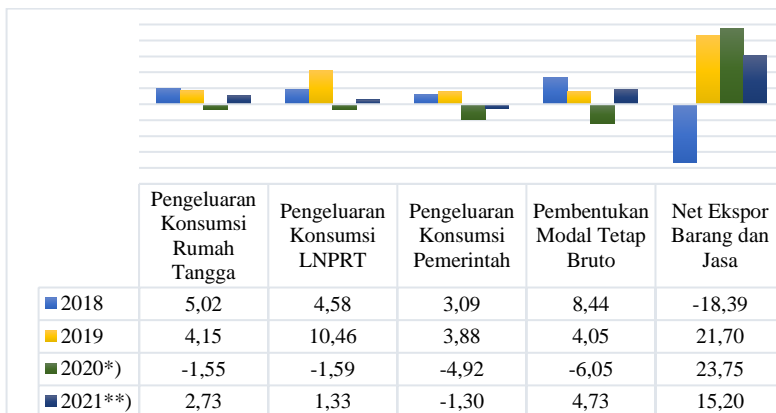 Pengeluaran Konsumsi Rumah Tangga | Pengeluaran Konsumsi LNPRT | Pengeluaran Konsumsi Pemerintah | Pembentukan Modal Tetap Bruto | Net Ekspor Barang dan Jasa
2018 5,02 4,58 3,09 8,44 -18,39
2019 4,15 10,46 3,88 4,05 21,70
2020*) -1,55 -1,59 -4,92 -6,05 23,75
2021**) 2,73 1,33 -1,30 4,73 15,20